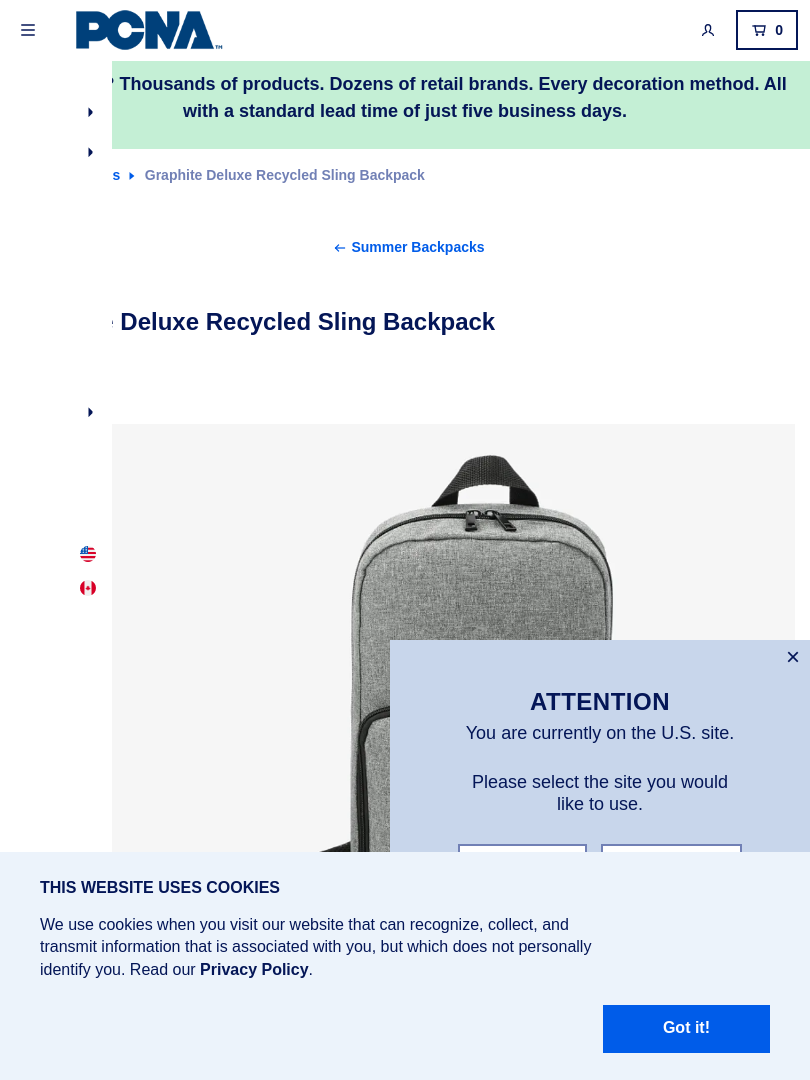 PCNA™
0
Thousands of products. Dozens of retail brands. Every decoration method. All
with a standard lead time of just five business days.
Graphite Deluxe Recycled Sling Backpack
Summer Backpacks
Deluxe Recycled Sling Backpack
ATTENTION
You are currently on the U.S. site.
Please select the site you would
like to use.
THIS WEBSITE USES COOKIES
We use cookies when you visit our website that can recognize, collect, and
transmit information that is associated with you, but which does not personally
identify you. Read our Privacy Policy.
Got it!